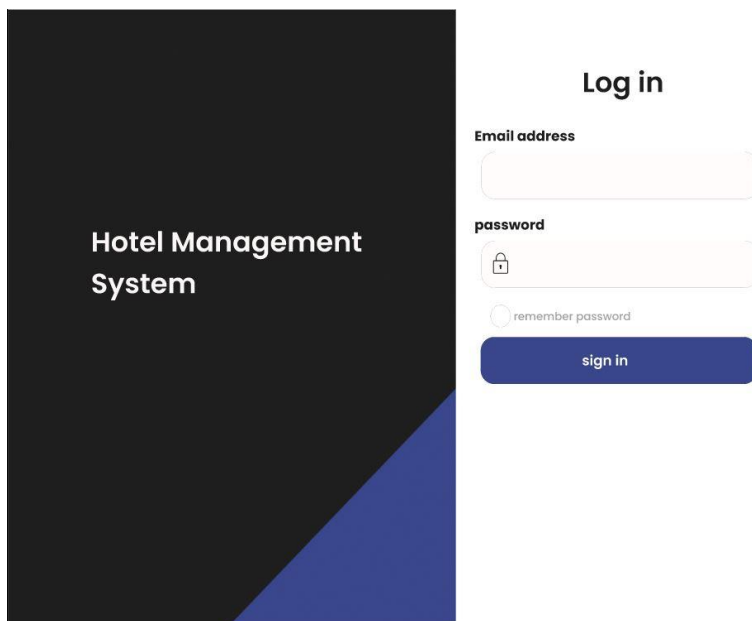 Hotel Management
System
Log in
Email address
password
remember password
sign in